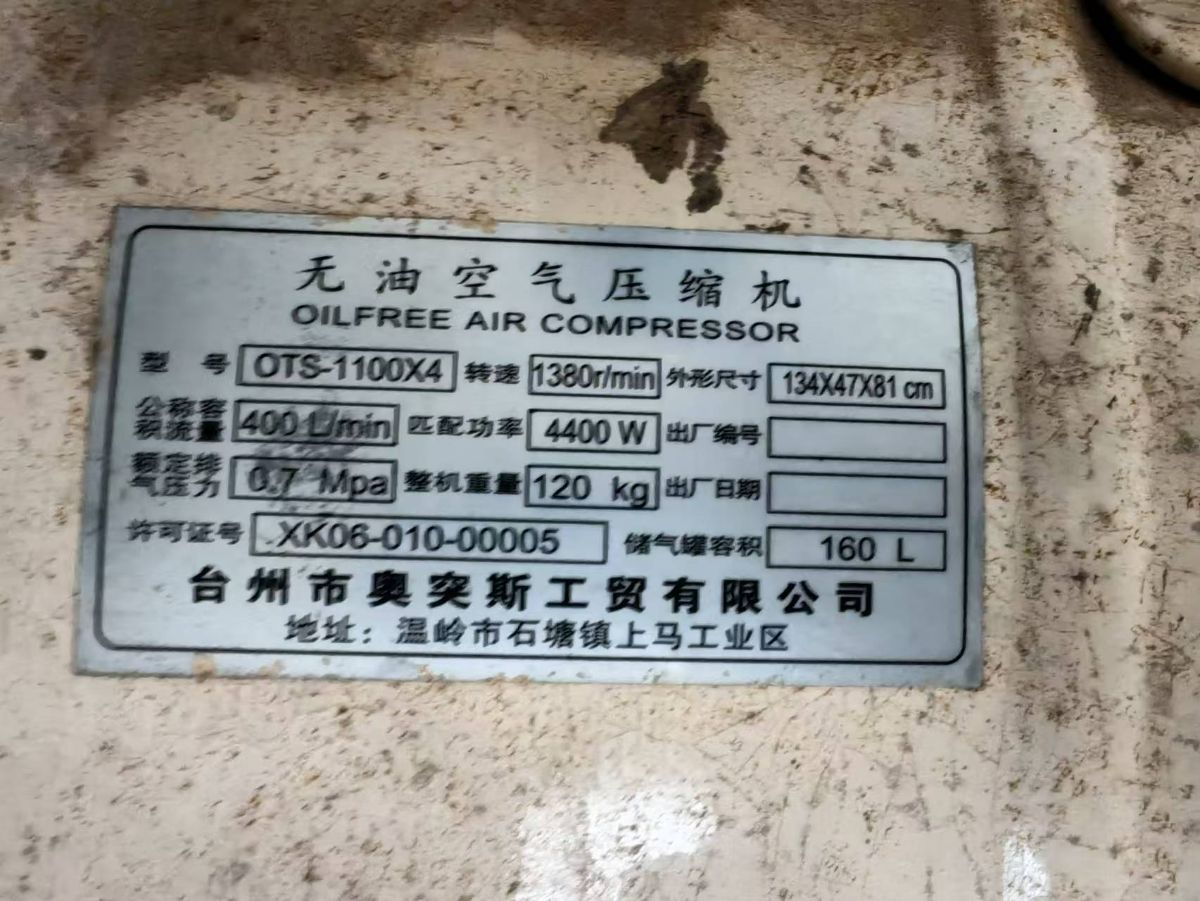 无油空气压缩机
OILFREE AIR COMPRESSOR
型号 OTS-1100X4 转速 1380r/min 外形尺寸 134X47X81 cm
公称容积流量 400 L/min 匹配功率 4400 W 出厂编号
额定排气压力 0.7 Mpa 整机重量 120 kg 出厂日期
许可证号 XK06-010-00005 储气罐容积 160 L
台州市奥突斯工贸有限公司
地址：温岭市石塘镇上马工业区